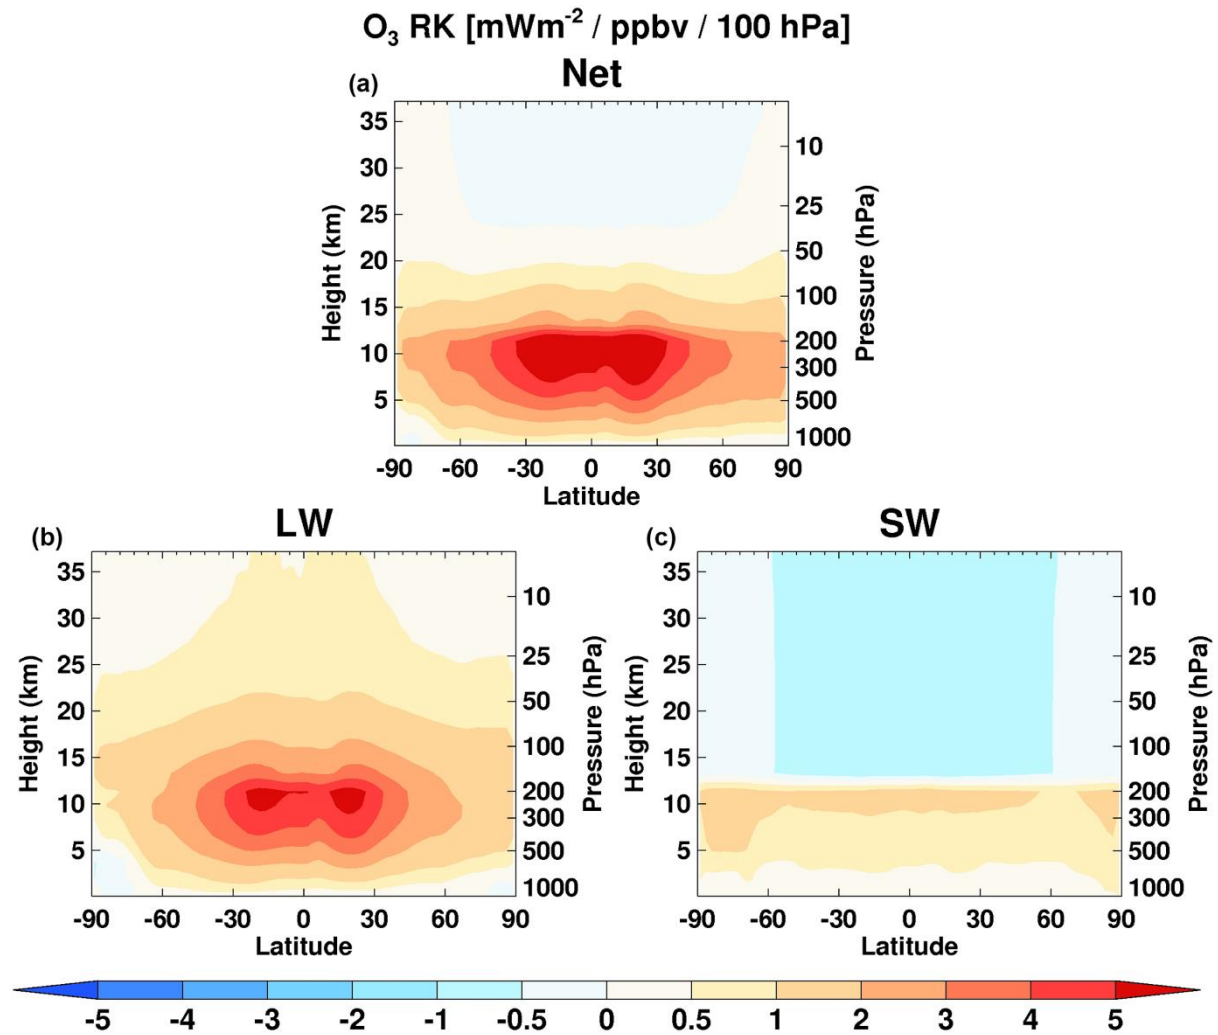 O₃ RK [mWm⁻² / ppbv / 100 hPa]
(a) Net
35
30
25
20
15
10
5
Height (km)
10
25
50
100
200
300
500
1000
Pressure (hPa)
-90 -60 -30 0 30 60 90
Latitude
(b) LW
35
30
25
20
15
10
5
Height (km)
10
25
50
100
200
300
500
1000
Pressure (hPa)
-90 -60 -30 0 30 60 90
Latitude
(c) SW
35
30
25
20
15
10
5
Height (km)
10
25
50
100
200
300
500
1000
Pressure (hPa)
-90 -60 -30 0 30 60 90
Latitude
-5 -4 -3 -2 -1 -0.5 0 0.5 1 2 3 4 5